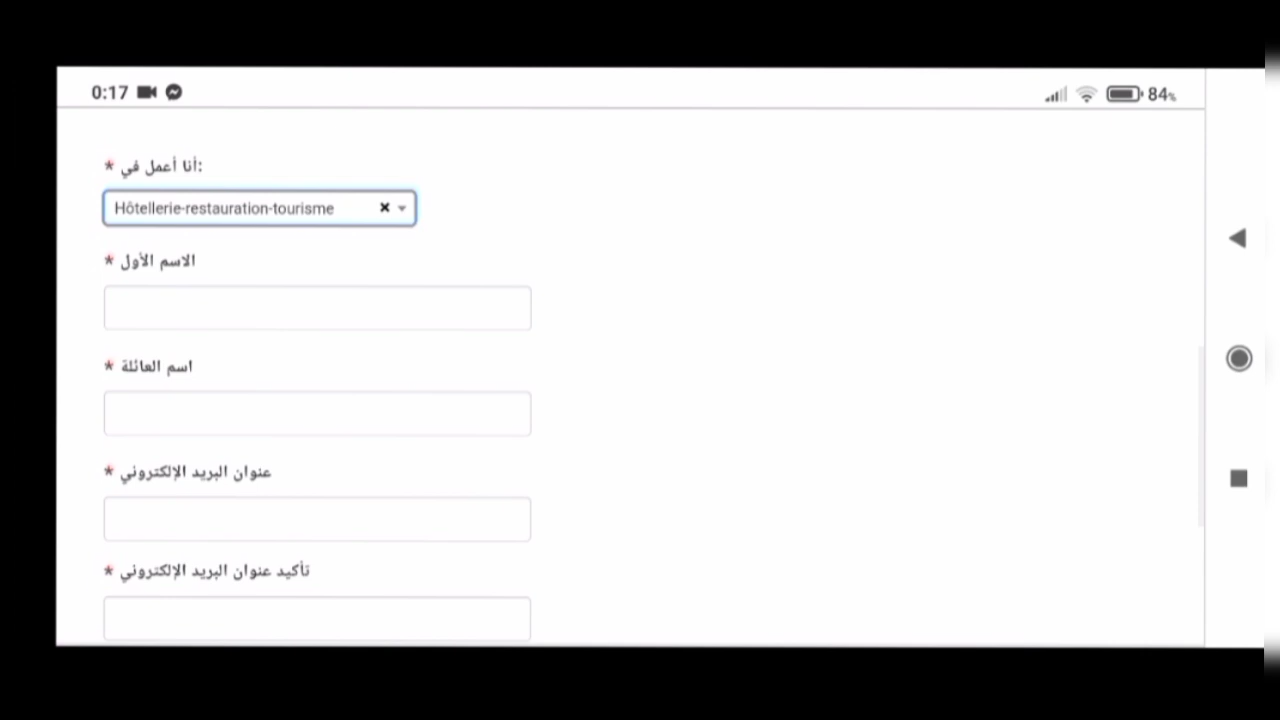 0:17 84%
أنا أعمل في: *
Hôtellerie-restauration-tourisme
الاسم الأول *
اسم العائلة *
عنوان البريد الإلكتروني *
تأكيد عنوان البريد الإلكتروني *